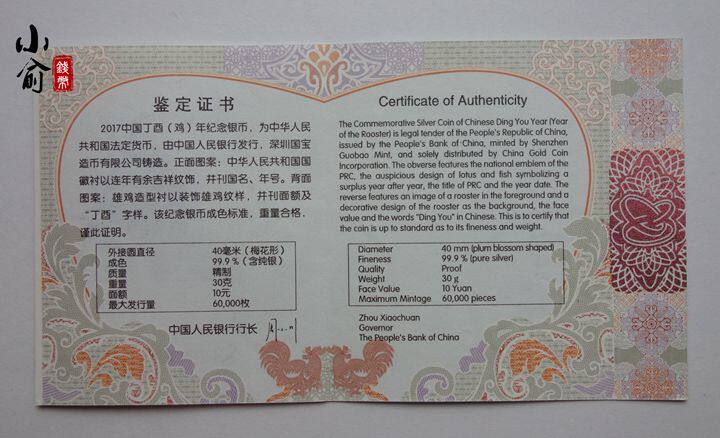 小俞
錢幣
鉴定证书
2017中国丁酉（鸡）年纪念银币，为中华人民
共和国法定货币，由中国人民银行发行，深圳国宝
造币有限公司铸造。正面图案：中华人民共和国国
徽衬以连年有余吉祥纹饰，并刊国名、年号。背面
图案：雄鸡造型衬以装饰雄鸡纹样，并刊面额及
“丁酉”字样。该纪念银币成色标准，重量合格，
谨此证明。
外接圆直径 40毫米（梅花形）
成色 99.9％（含纯银）
质量 精制
重量 30克
面额 10元
最大发行量 60,000枚
中国人民银行行长
Certificate of Authenticity
The Commemorative Silver Coin of Chinese Ding You Year (Year
of the Rooster) is legal tender of the People's Republic of China,
issued by the People's Bank of China, minted by Shenzhen
Guobao Mint, and solely distributed by China Gold Coin
Incorporation. The obverse features the national emblem of the
PRC, the auspicious design of lotus and fish symbolizing a
surplus year after year, the title of PRC and the year date. The
reverse features an image of a rooster in the foreground and a
decorative design of the rooster as the background, the face
value and the words "Ding You" in Chinese. This is to certify that
the coin is up to standard as to its fineness and weight.
Diameter 40 mm (plum blossom shaped)
Fineness 99.9 % (pure silver)
Quality Proof
Weight 30 g
Face Value 10 Yuan
Maximum Mintage 60,000 pieces
Zhou Xiaochuan
Governor
The People's Bank of China